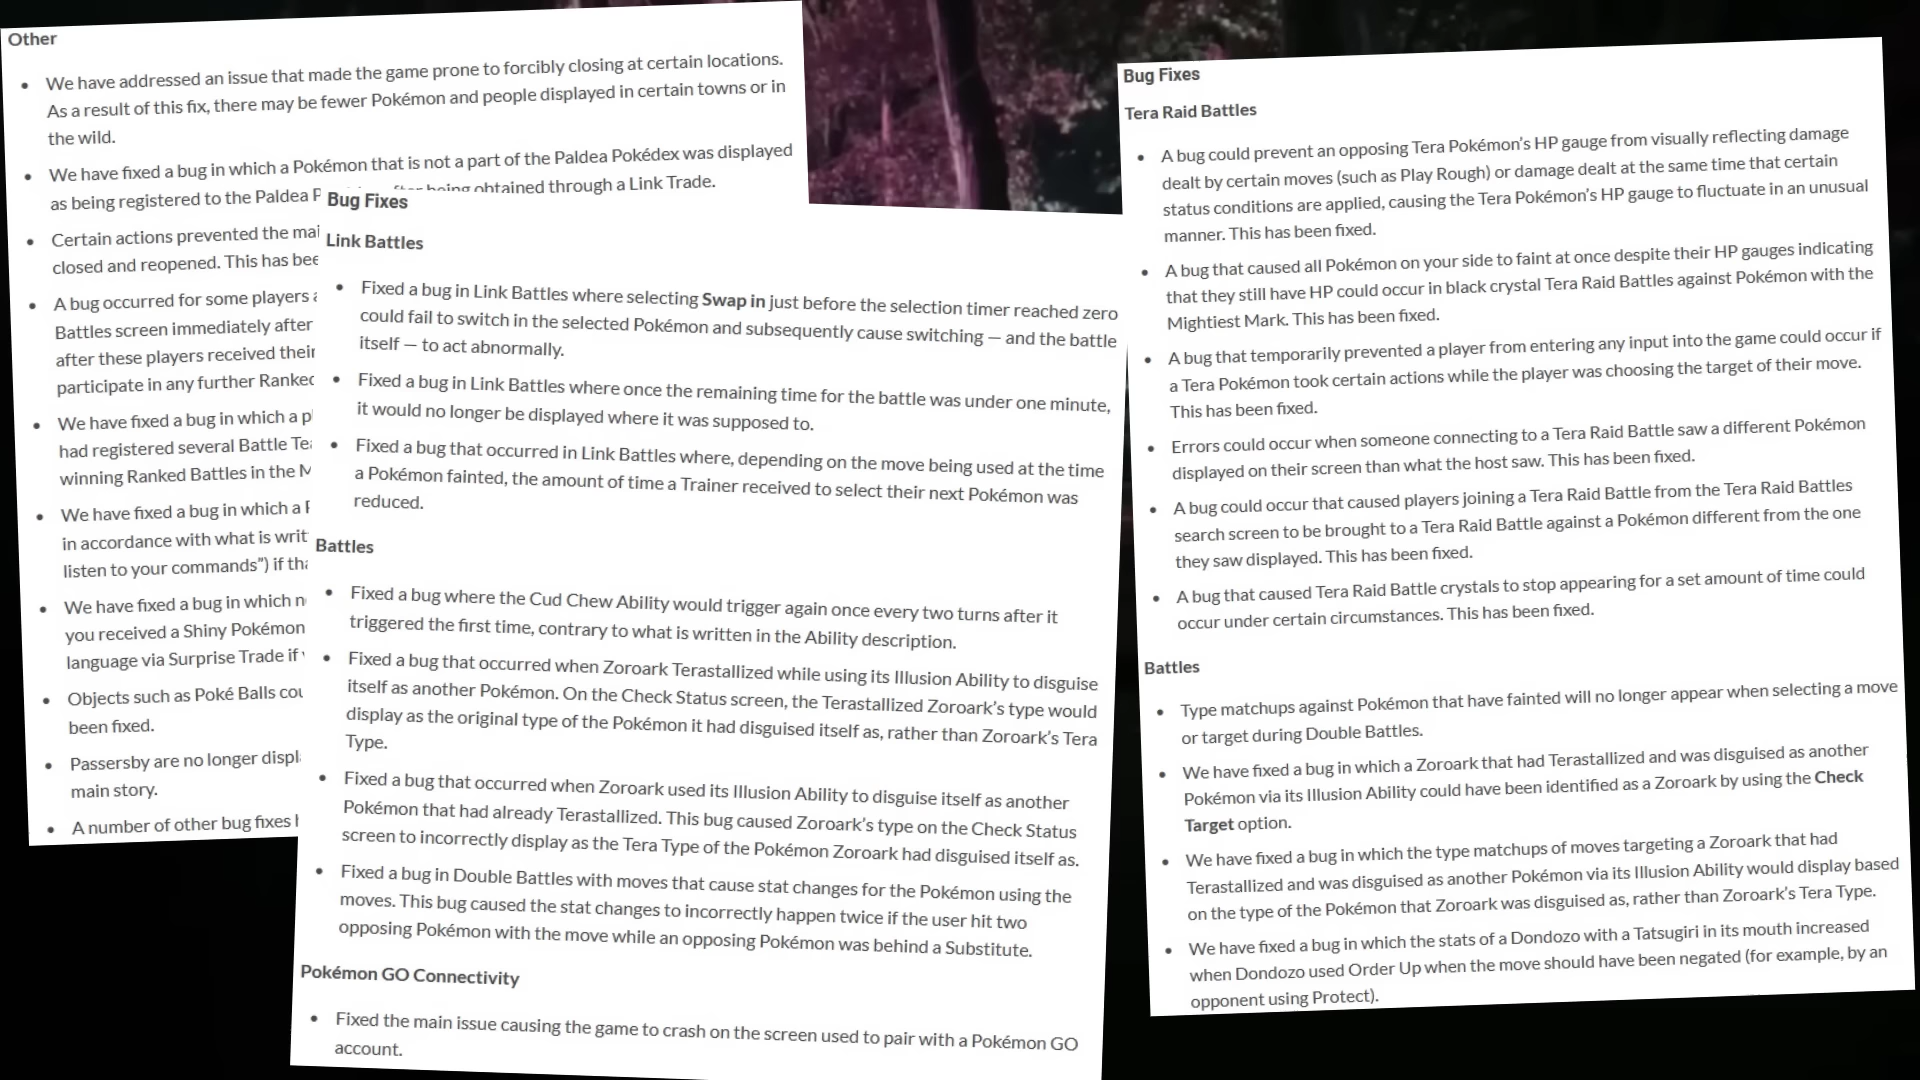 Other
• We have addressed an issue that made the game prone to forcibly closing at certain locations.
As a result of this fix, there may be fewer Pokémon and people displayed in certain towns or in
the wild.
• We have fixed a bug in which a Pokémon that is not a part of the Paldea Pokédex was displayed
as being registered to the Paldea after being obtained through a Link Trade.
• Certain actions prevented the
closed and reopened. This has
• A bug occurred for some players
Battles screen immediately after
after these players received their
participate in any further
• We have fixed a bug in which a
had registered several Battle
winning Ranked Battles in the
• We have fixed a bug in which a
in accordance with what is
listen to your commands”) if
• We have fixed a bug in which
you received a Shiny Pokémon
language via Surprise Trade if
• Objects such as Poké Balls
been fixed.
• Passersby are no longer
main story.
• A number of other bug fixes
Bug Fixes
Link Battles
• Fixed a bug in Link Battles where selecting Swap in just before the selection timer reached zero
could fail to switch in the selected Pokémon and subsequently cause switching — and the battle
itself — to act abnormally.
• Fixed a bug in Link Battles where once the remaining time for the battle was under one minute,
it would no longer be displayed where it was supposed to.
• Fixed a bug that occurred in Link Battles where, depending on the move being used at the time
a Pokémon fainted, the amount of time a Trainer received to select their next Pokémon was
reduced.
Battles
• Fixed a bug where the Cud Chew Ability would trigger again once every two turns after it
triggered the first time, contrary to what is written in the Ability description.
• Fixed a bug that occurred when Zoroark Terastallized while using its Illusion Ability to disguise
itself as another Pokémon. On the Check Status screen, the Terastallized Zoroark’s type would
display as the original type of the Pokémon it had disguised itself as, rather than Zoroark’s Tera
Type.
• Fixed a bug that occurred when Zoroark used its Illusion Ability to disguise itself as another
Pokémon that had already Terastallized. This bug caused Zoroark’s type on the Check Status
screen to incorrectly display as the Tera Type of the Pokémon Zoroark had disguised itself as.
• Fixed a bug in Double Battles with moves that cause stat changes for the Pokémon using the
moves. This bug caused the stat changes to incorrectly happen twice if the user hit two
opposing Pokémon with the move while an opposing Pokémon was behind a Substitute.
Pokémon GO Connectivity
• Fixed the main issue causing the game to crash on the screen used to pair with a Pokémon GO
account.
Bug Fixes
Tera Raid Battles
• A bug could prevent an opposing Tera Pokémon’s HP gauge from visually reflecting damage
dealt by certain moves (such as Play Rough) or damage dealt at the same time that certain
status conditions are applied, causing the Tera Pokémon’s HP gauge to fluctuate in an unusual
manner. This has been fixed.
• A bug that caused all Pokémon on your side to faint at once despite their HP gauges indicating
that they still have HP could occur in black crystal Tera Raid Battles against Pokémon with the
Mightiest Mark. This has been fixed.
• A bug that temporarily prevented a player from entering any input into the game could occur if
a Tera Pokémon took certain actions while the player was choosing the target of their move.
This has been fixed.
• Errors could occur when someone connecting to a Tera Raid Battle saw a different Pokémon
displayed on their screen than what the host saw. This has been fixed.
• A bug could occur that caused players joining a Tera Raid Battle from the Tera Raid Battles
search screen to be brought to a Tera Raid Battle against a Pokémon different from the one
they saw displayed. This has been fixed.
• A bug that caused Tera Raid Battle crystals to stop appearing for a set amount of time could
occur under certain circumstances. This has been fixed.
Battles
• Type matchups against Pokémon that have fainted will no longer appear when selecting a move
or target during Double Battles.
• We have fixed a bug in which a Zoroark that had Terastallized and was disguised as another
Pokémon via its Illusion Ability could have been identified as a Zoroark by using the Check
Target option.
• We have fixed a bug in which the type matchups of moves targeting a Zoroark that had
Terastallized and was disguised as another Pokémon via its Illusion Ability would display based
on the type of the Pokémon that Zoroark was disguised as, rather than Zoroark’s Tera Type.
• We have fixed a bug in which the stats of a Dondozo with a Tatsugiri in its mouth increased
when Dondozo used Order Up when the move should have been negated (for example, by an
opponent using Protect).